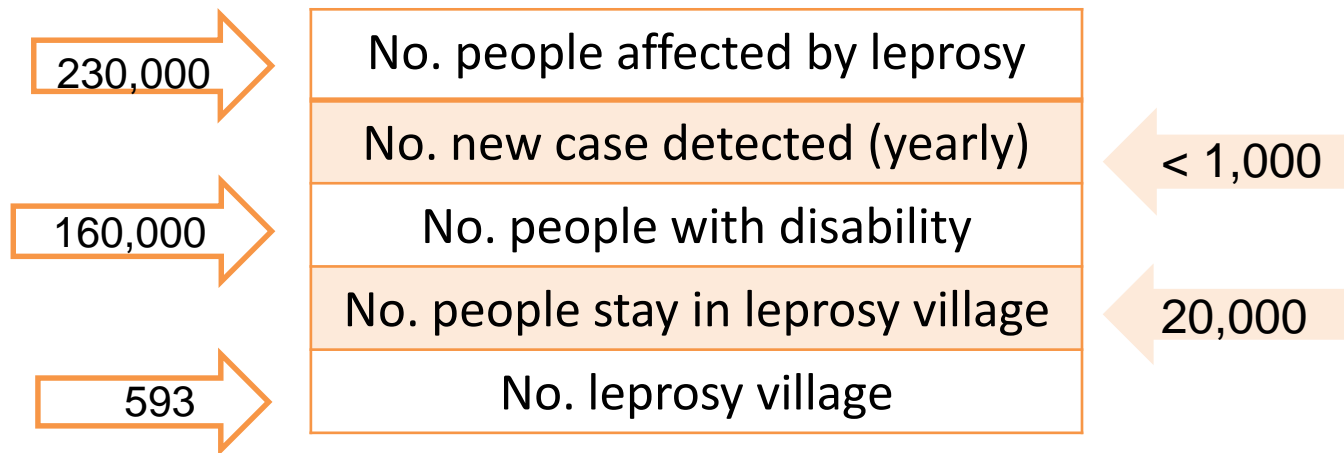 230,000
No. people affected by leprosy
No. new case detected (yearly)
< 1,000
160,000
No. people with disability
No. people stay in leprosy village
20,000
593
No. leprosy village